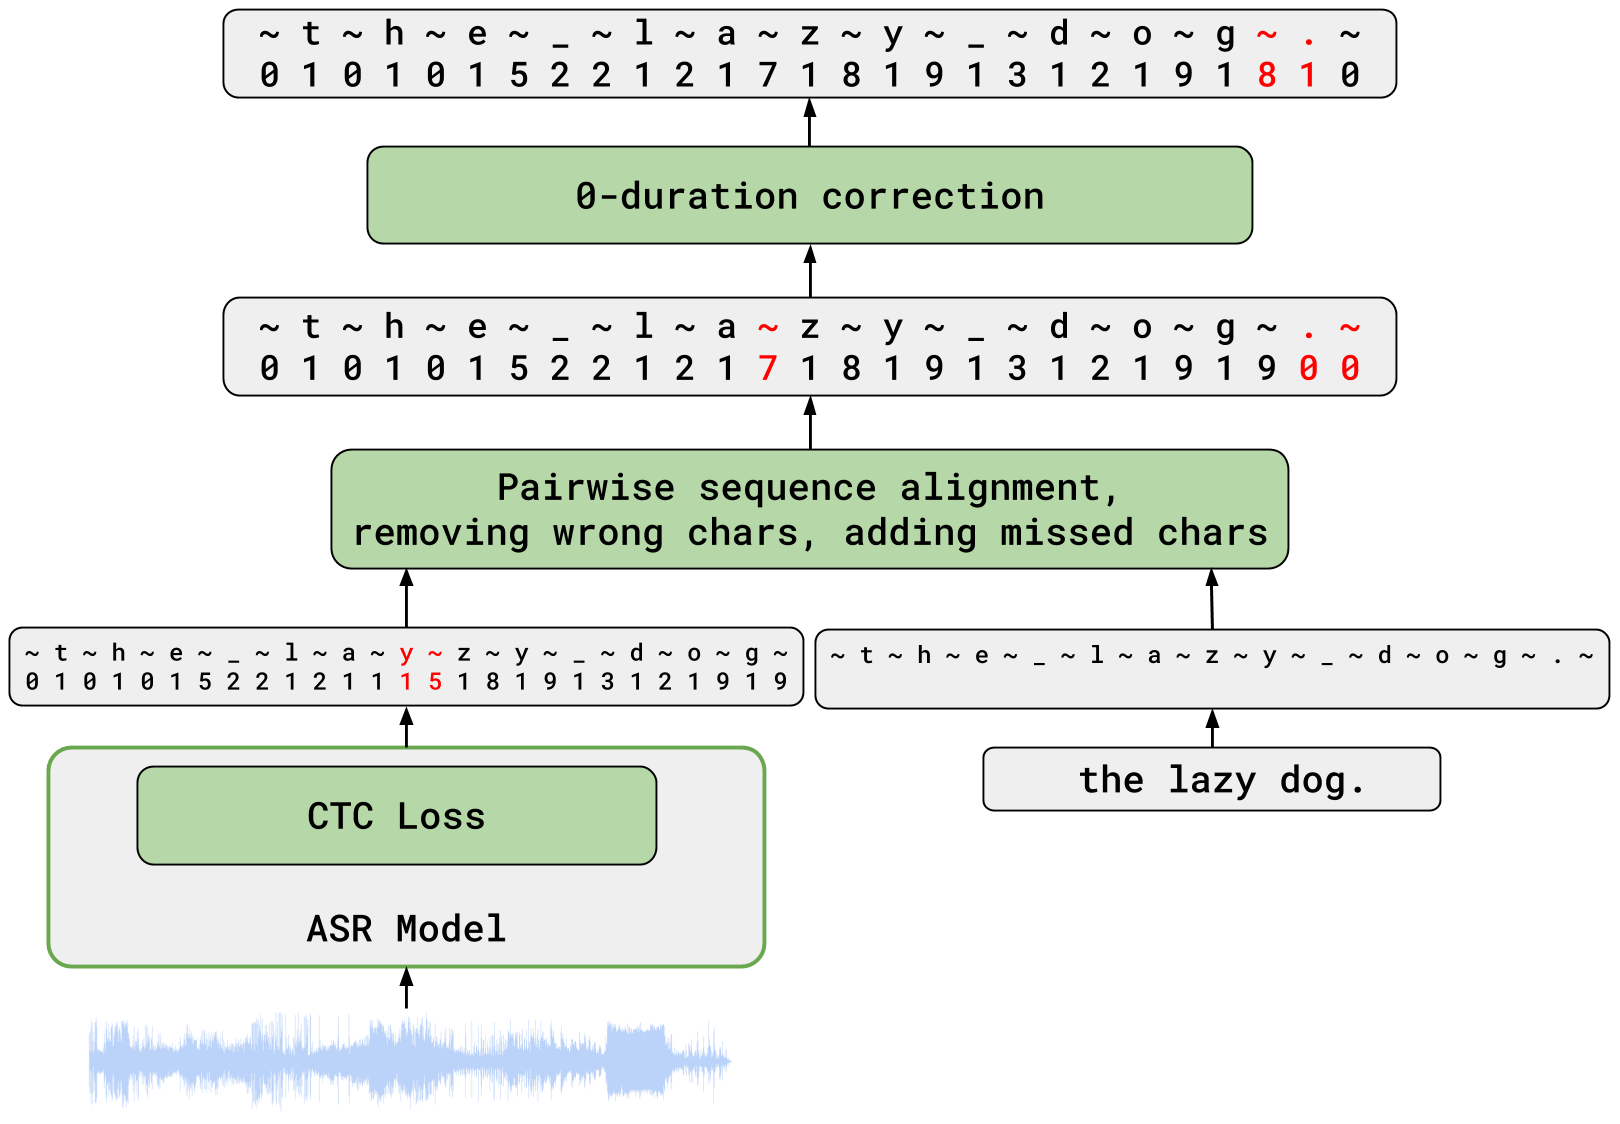 ~ t ~ h ~ e ~ _ ~ l ~ a ~ z ~ y ~ _ ~ d ~ o ~ g ~ . ~
0 1 0 1 0 1 5 2 2 1 2 1 7 1 8 1 9 1 3 1 2 1 9 1 8 1 0
0-duration correction
~ t ~ h ~ e ~ _ ~ l ~ a ~ z ~ y ~ _ ~ d ~ o ~ g ~ . ~
0 1 0 1 0 1 5 2 2 1 2 1 7 1 8 1 9 1 3 1 2 1 9 1 9 0 0
Pairwise sequence alignment,
removing wrong chars, adding missed chars
~ t ~ h ~ e ~ _ ~ l ~ a ~ y ~ z ~ y ~ _ ~ d ~ o ~ g ~
0 1 0 1 0 1 5 2 2 1 2 1 1 1 5 1 8 1 9 1 3 1 2 1 9 1 9
~ t ~ h ~ e ~ _ ~ l ~ a ~ z ~ y ~ _ ~ d ~ o ~ g ~ . ~
the lazy dog.
CTC Loss
ASR Model